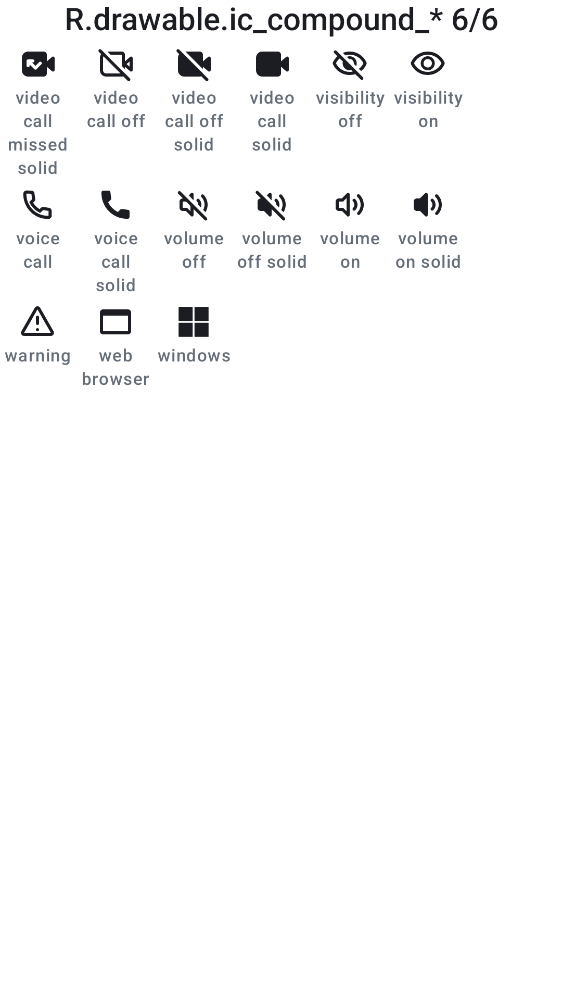 R.drawable.ic_compound_* 6/6
video call missed solid
video call off
video call off solid
video call solid
visibility off
visibility on
voice call
voice call solid
volume off
volume off solid
volume on
volume on solid
warning
web browser
windows